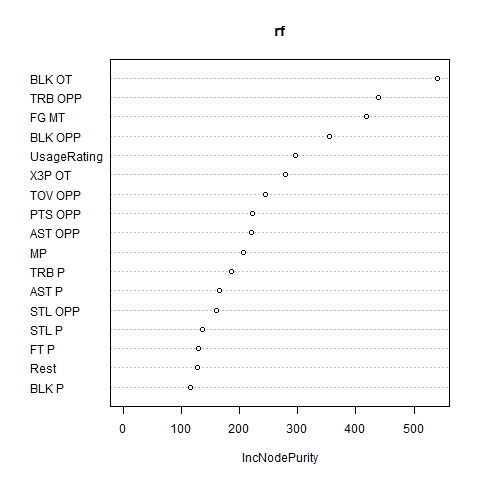 rf
BLK OT
TRB OPP
FG MT
BLK OPP
UsageRating
X3P OT
TOV OPP
PTS OPP
AST OPP
MP
TRB P
AST P
STL OPP
STL P
FT P
Rest
BLK P
0 100 200 300 400 500
IncNodePurity